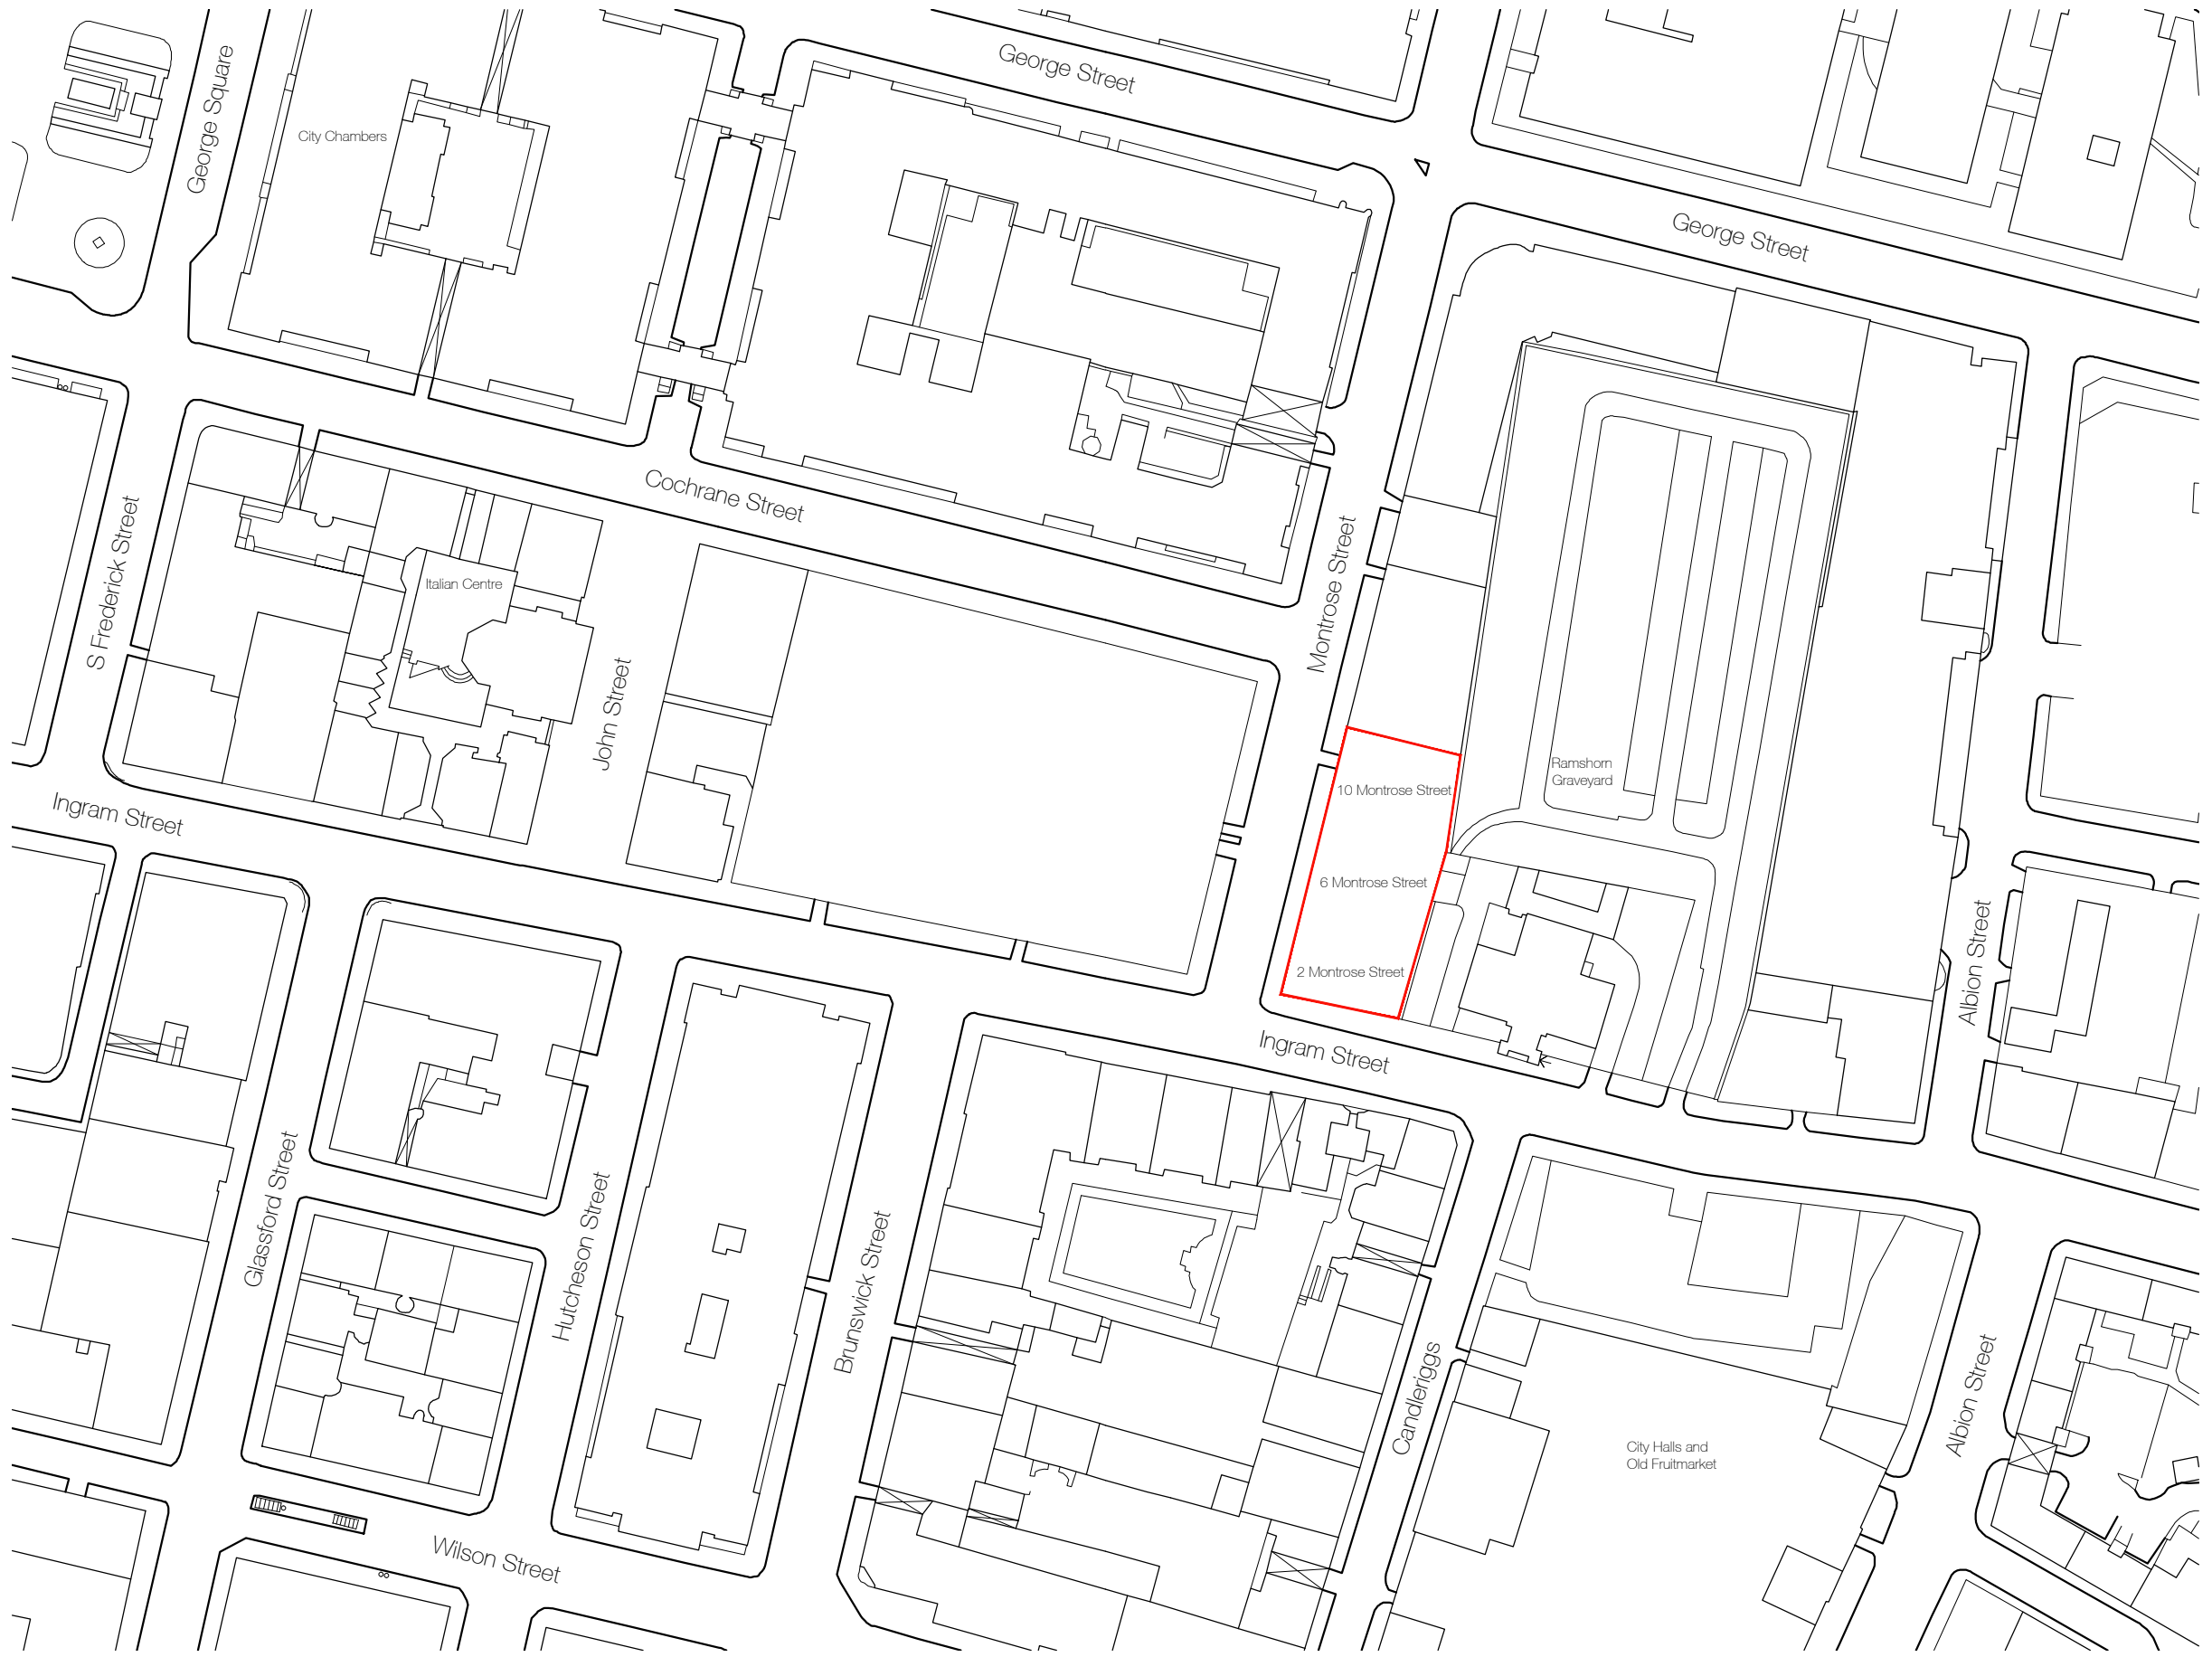 George Street
George Square
City Chambers
George Street
Cochrane Street
S Frederick Street
Montrose Street
Italian Centre
John Street
Ramshorn
Graveyard
10 Montrose Street
Ingram Street
6 Montrose Street
2 Montrose Street
Albion Street
Ingram Street
Glassford Street
Hutcheson Street
Brunswick Street
Candleriggs
Albion Street
City Halls and
Old Fruitmarket
Wilson Street